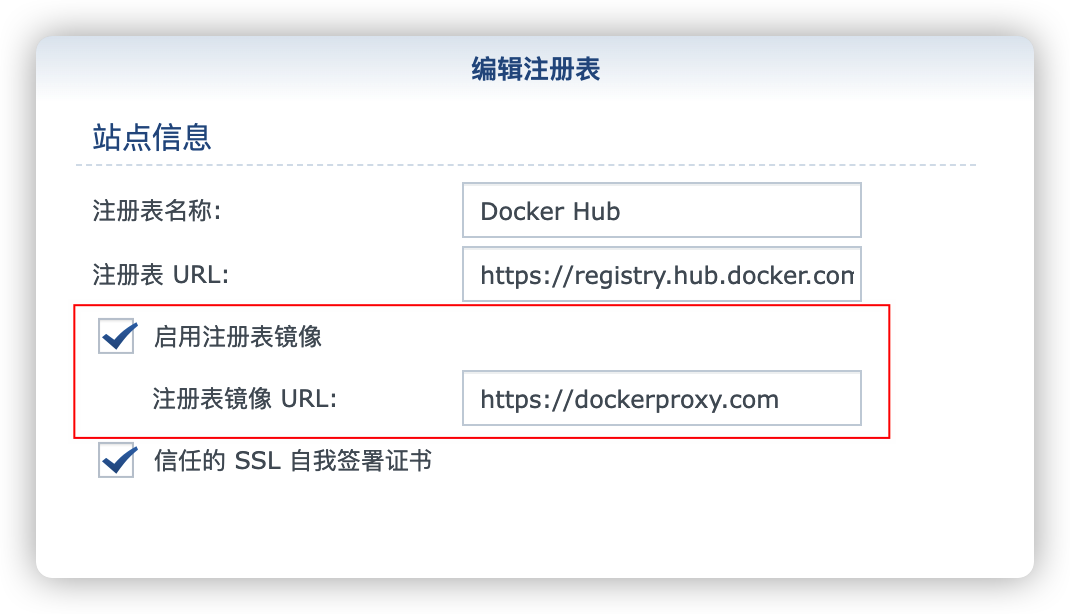 编辑注册表
站点信息
注册表名称: Docker Hub
注册表 URL: https://registry.hub.docker.com
启用注册表镜像
注册表镜像 URL: https://dockerproxy.com
信任的 SSL 自我签署证书